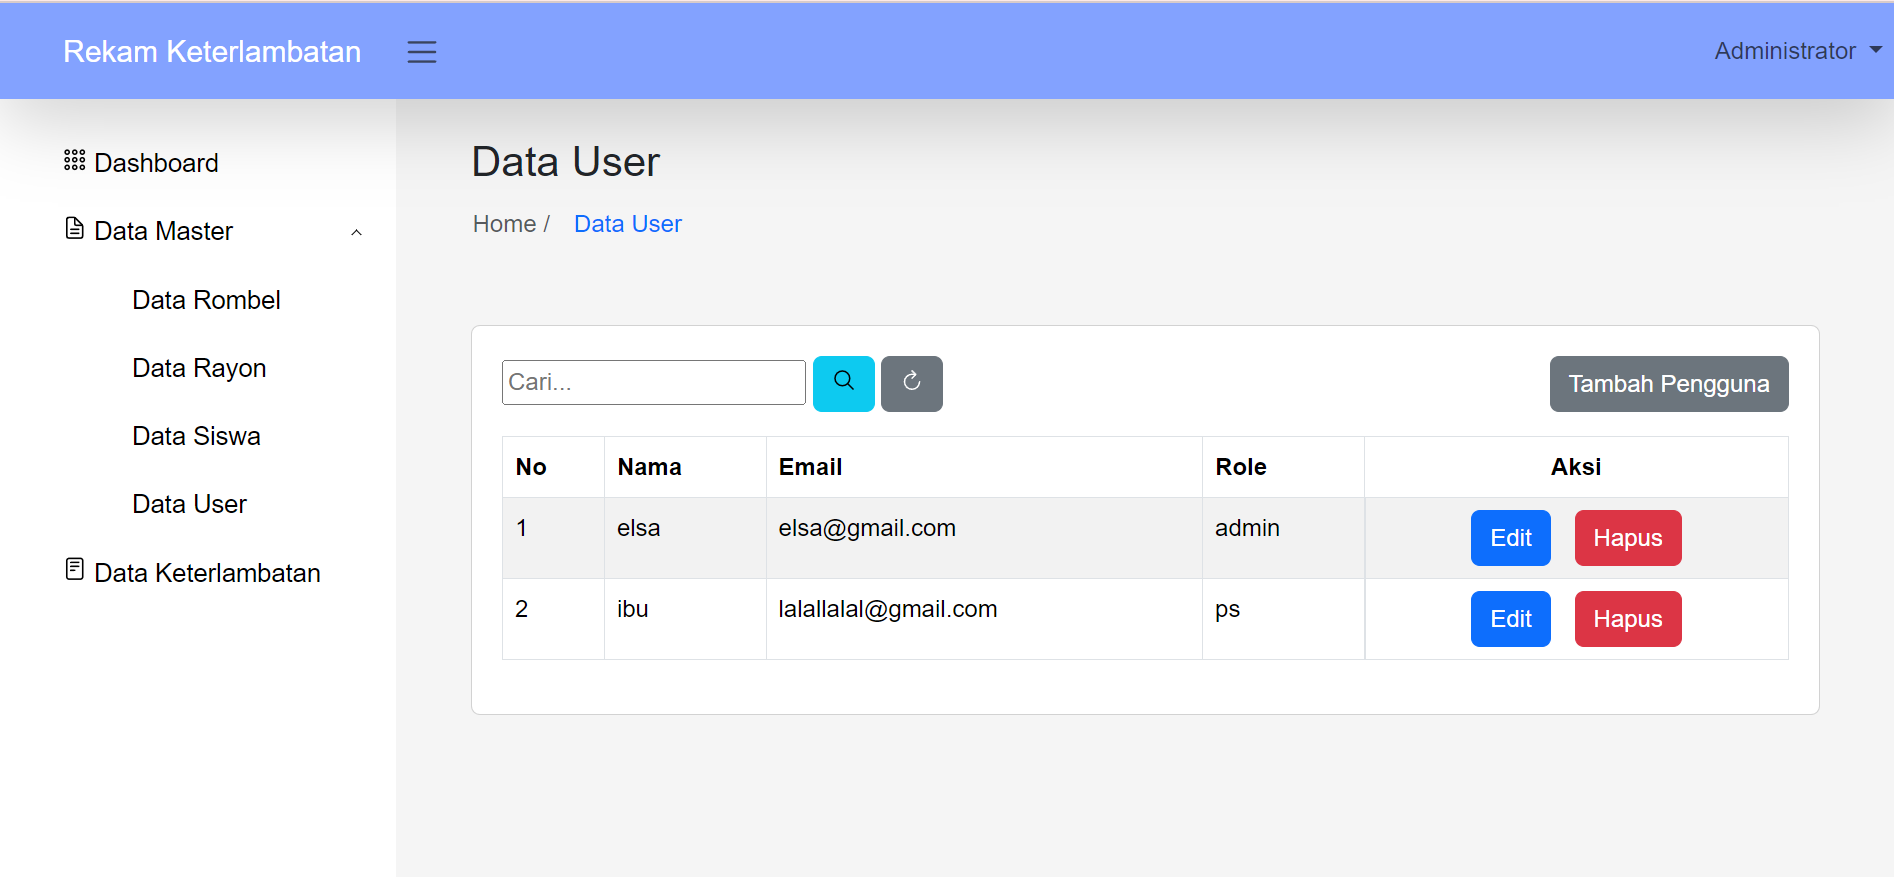 Rekam Keterlambatan
Administrator
Dashboard
Data Master
Data Rombel
Data Rayon
Data Siswa
Data User
Data Keterlambatan
Data User
Home / Data User
Cari...
Tambah Pengguna
No Nama Email Role Aksi
1 elsa elsa@gmail.com admin Edit Hapus
2 ibu lalallalal@gmail.com ps Edit Hapus